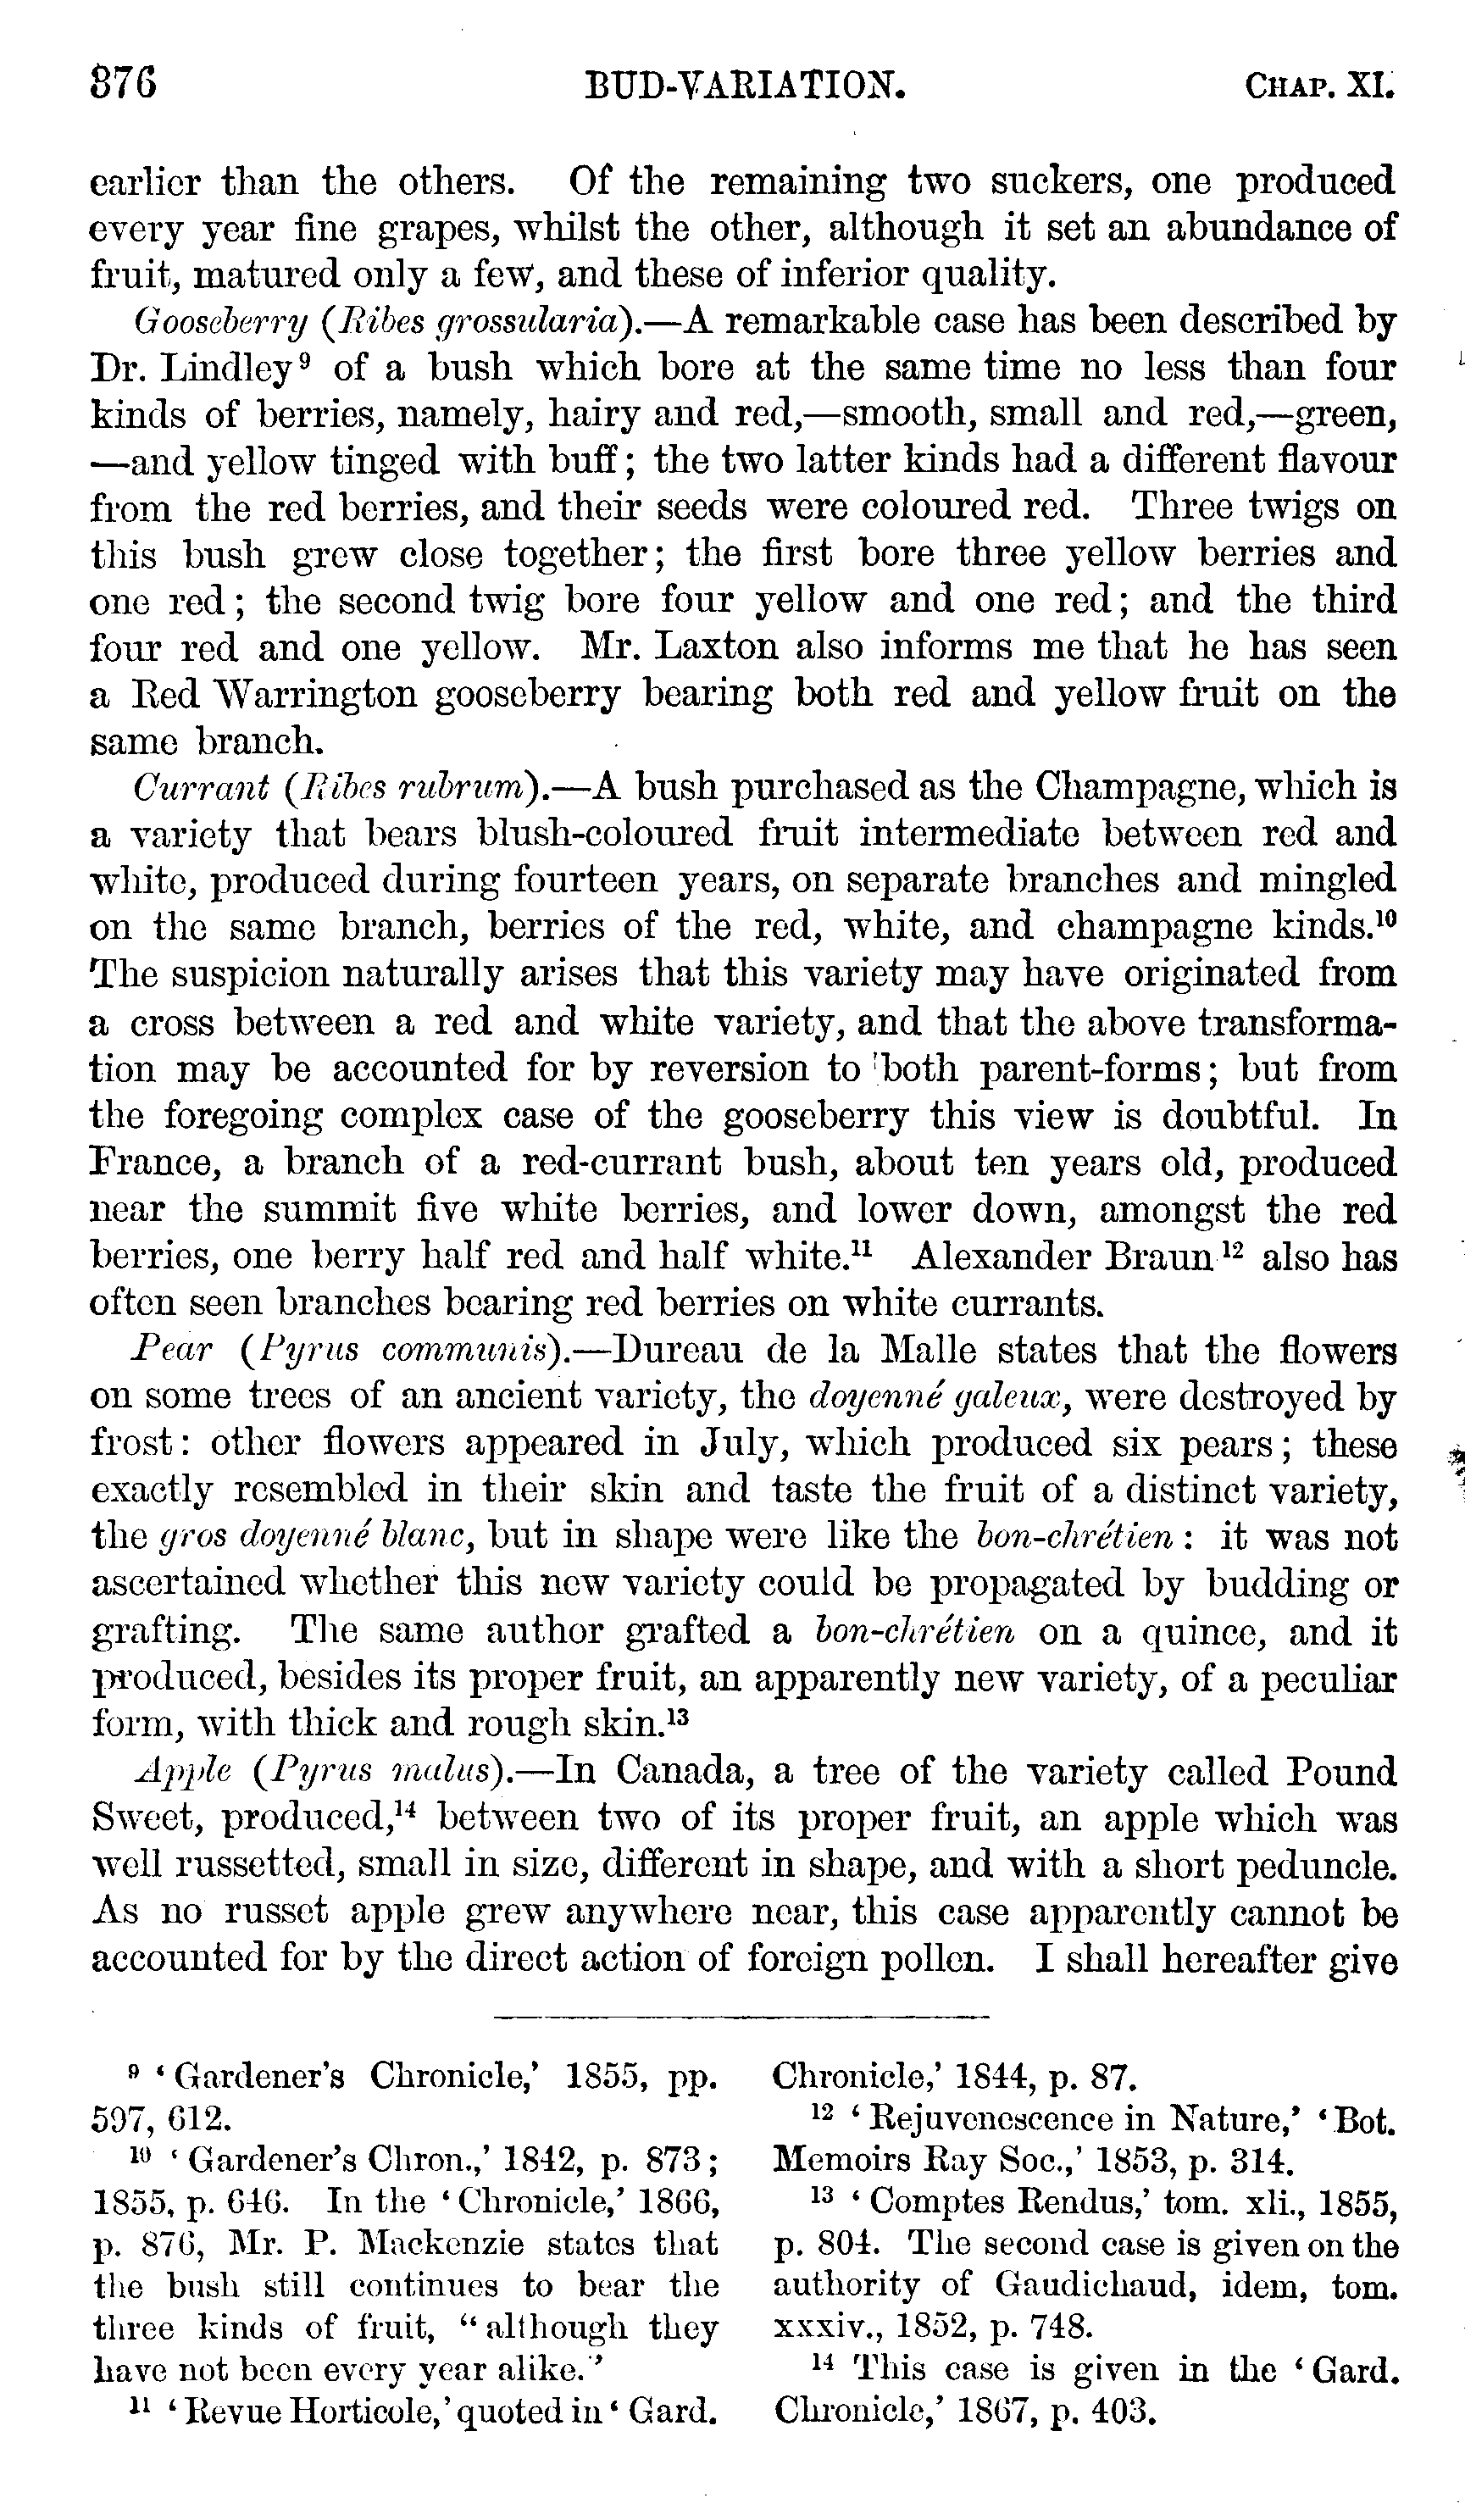 376 BUD-VARIATION. CHAP. XI.
earlier than the others. Of the remaining two suckers, one produced
every year fine grapes, whilst the other, although it set an abundance of
fruit, matured only a few, and these of inferior quality.
Gooseberry (Ribes grossularia).—A remarkable case has been described by
Dr. Lindley⁹ of a bush which bore at the same time no less than four
kinds of berries, namely, hairy and red,—smooth, small and red,—green,
—and yellow tinged with buff; the two latter kinds had a different flavour
from the red berries, and their seeds were coloured red. Three twigs on
this bush grew close together; the first bore three yellow berries and
one red; the second twig bore four yellow and one red; and the third
four red and one yellow. Mr. Laxton also informs me that he has seen
a Red Warrington gooseberry bearing both red and yellow fruit on the
same branch.
Currant (Ribes rubrum).—A bush purchased as the Champagne, which is
a variety that bears blush-coloured fruit intermediate between red and
white, produced during fourteen years, on separate branches and mingled
on the same branch, berries of the red, white, and champagne kinds.¹⁰
The suspicion naturally arises that this variety may have originated from
a cross between a red and white variety, and that the above transforma-
tion may be accounted for by reversion to both parent-forms; but from
the foregoing complex case of the gooseberry this view is doubtful. In
France, a branch of a red-currant bush, about ten years old, produced
near the summit five white berries, and lower down, amongst the red
berries, one berry half red and half white.¹¹ Alexander Braun¹² also has
often seen branches bearing red berries on white currants.
Pear (Pyrus communis).—Dureau de la Malle states that the flowers
on some trees of an ancient variety, the doyenné galeux, were destroyed by
frost: other flowers appeared in July, which produced six pears; these
exactly resembled in their skin and taste the fruit of a distinct variety,
the gros doyenné blanc, but in shape were like the bon-chrétien: it was not
ascertained whether this new variety could be propagated by budding or
grafting. The same author grafted a bon-chrétien on a quince, and it
produced, besides its proper fruit, an apparently new variety, of a peculiar
form, with thick and rough skin.¹³
Apple (Pyrus malus).—In Canada, a tree of the variety called Pound
Sweet, produced,¹⁴ between two of its proper fruit, an apple which was
well russetted, small in size, different in shape, and with a short peduncle.
As no russet apple grew anywhere near, this case apparently cannot be
accounted for by the direct action of foreign pollen. I shall hereafter give
⁹ ‘Gardener's Chronicle,’ 1855, pp.
597, 612.
¹⁰ ‘Gardener's Chron.,’ 1842, p. 873;
1855, p. 646. In the ‘Chronicle,’ 1866,
p. 876, Mr. P. Mackenzie states that
the bush still continues to bear the
three kinds of fruit, “although they
have not been every year alike.”
¹¹ ‘Revue Horticole,’ quoted in ‘Gard.
Chronicle,’ 1844, p. 87.
¹² ‘Rejuvenescence in Nature,’ ‘Bot.
Memoirs Ray Soc.,’ 1853, p. 314.
¹³ ‘Comptes Rendus,’ tom. xli., 1855,
p. 804. The second case is given on the
authority of Gaudichaud, idem, tom.
xxxiv., 1852, p. 748.
¹⁴ This case is given in the ‘Gard.
Chronicle,’ 1867, p. 403.